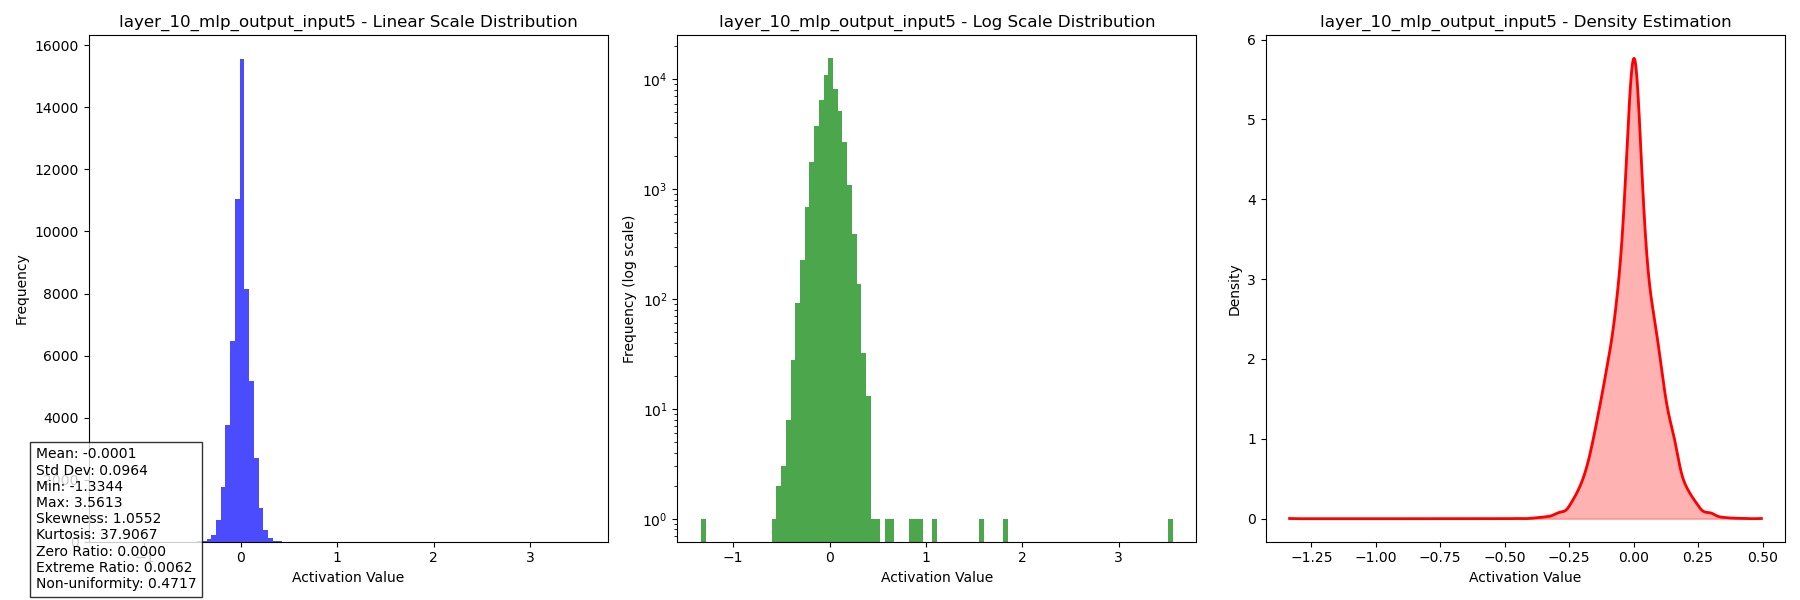 layer_10_mlp_output_input5 - Linear Scale Distribution
16000
14000
12000
10000
8000
6000
4000
Frequency
Mean: -0.0001
Std Dev: 0.0964
Min: -1.3344
Max: 3.5613
Skewness: 1.0552
Kurtosis: 37.9067
Zero Ratio: 0.0000
Extreme Ratio: 0.0062
Non-uniformity: 0.4717
0 1 2 3
Activation Value
layer_10_mlp_output_input5 - Log Scale Distribution
10⁴
10³
10²
10¹
10⁰
Frequency (log scale)
−1 0 1 2 3
Activation Value
layer_10_mlp_output_input5 - Density Estimation
6
5
4
3
2
1
0
Density
−1.25 −1.00 −0.75 −0.50 −0.25 0.00 0.25 0.50
Activation Value